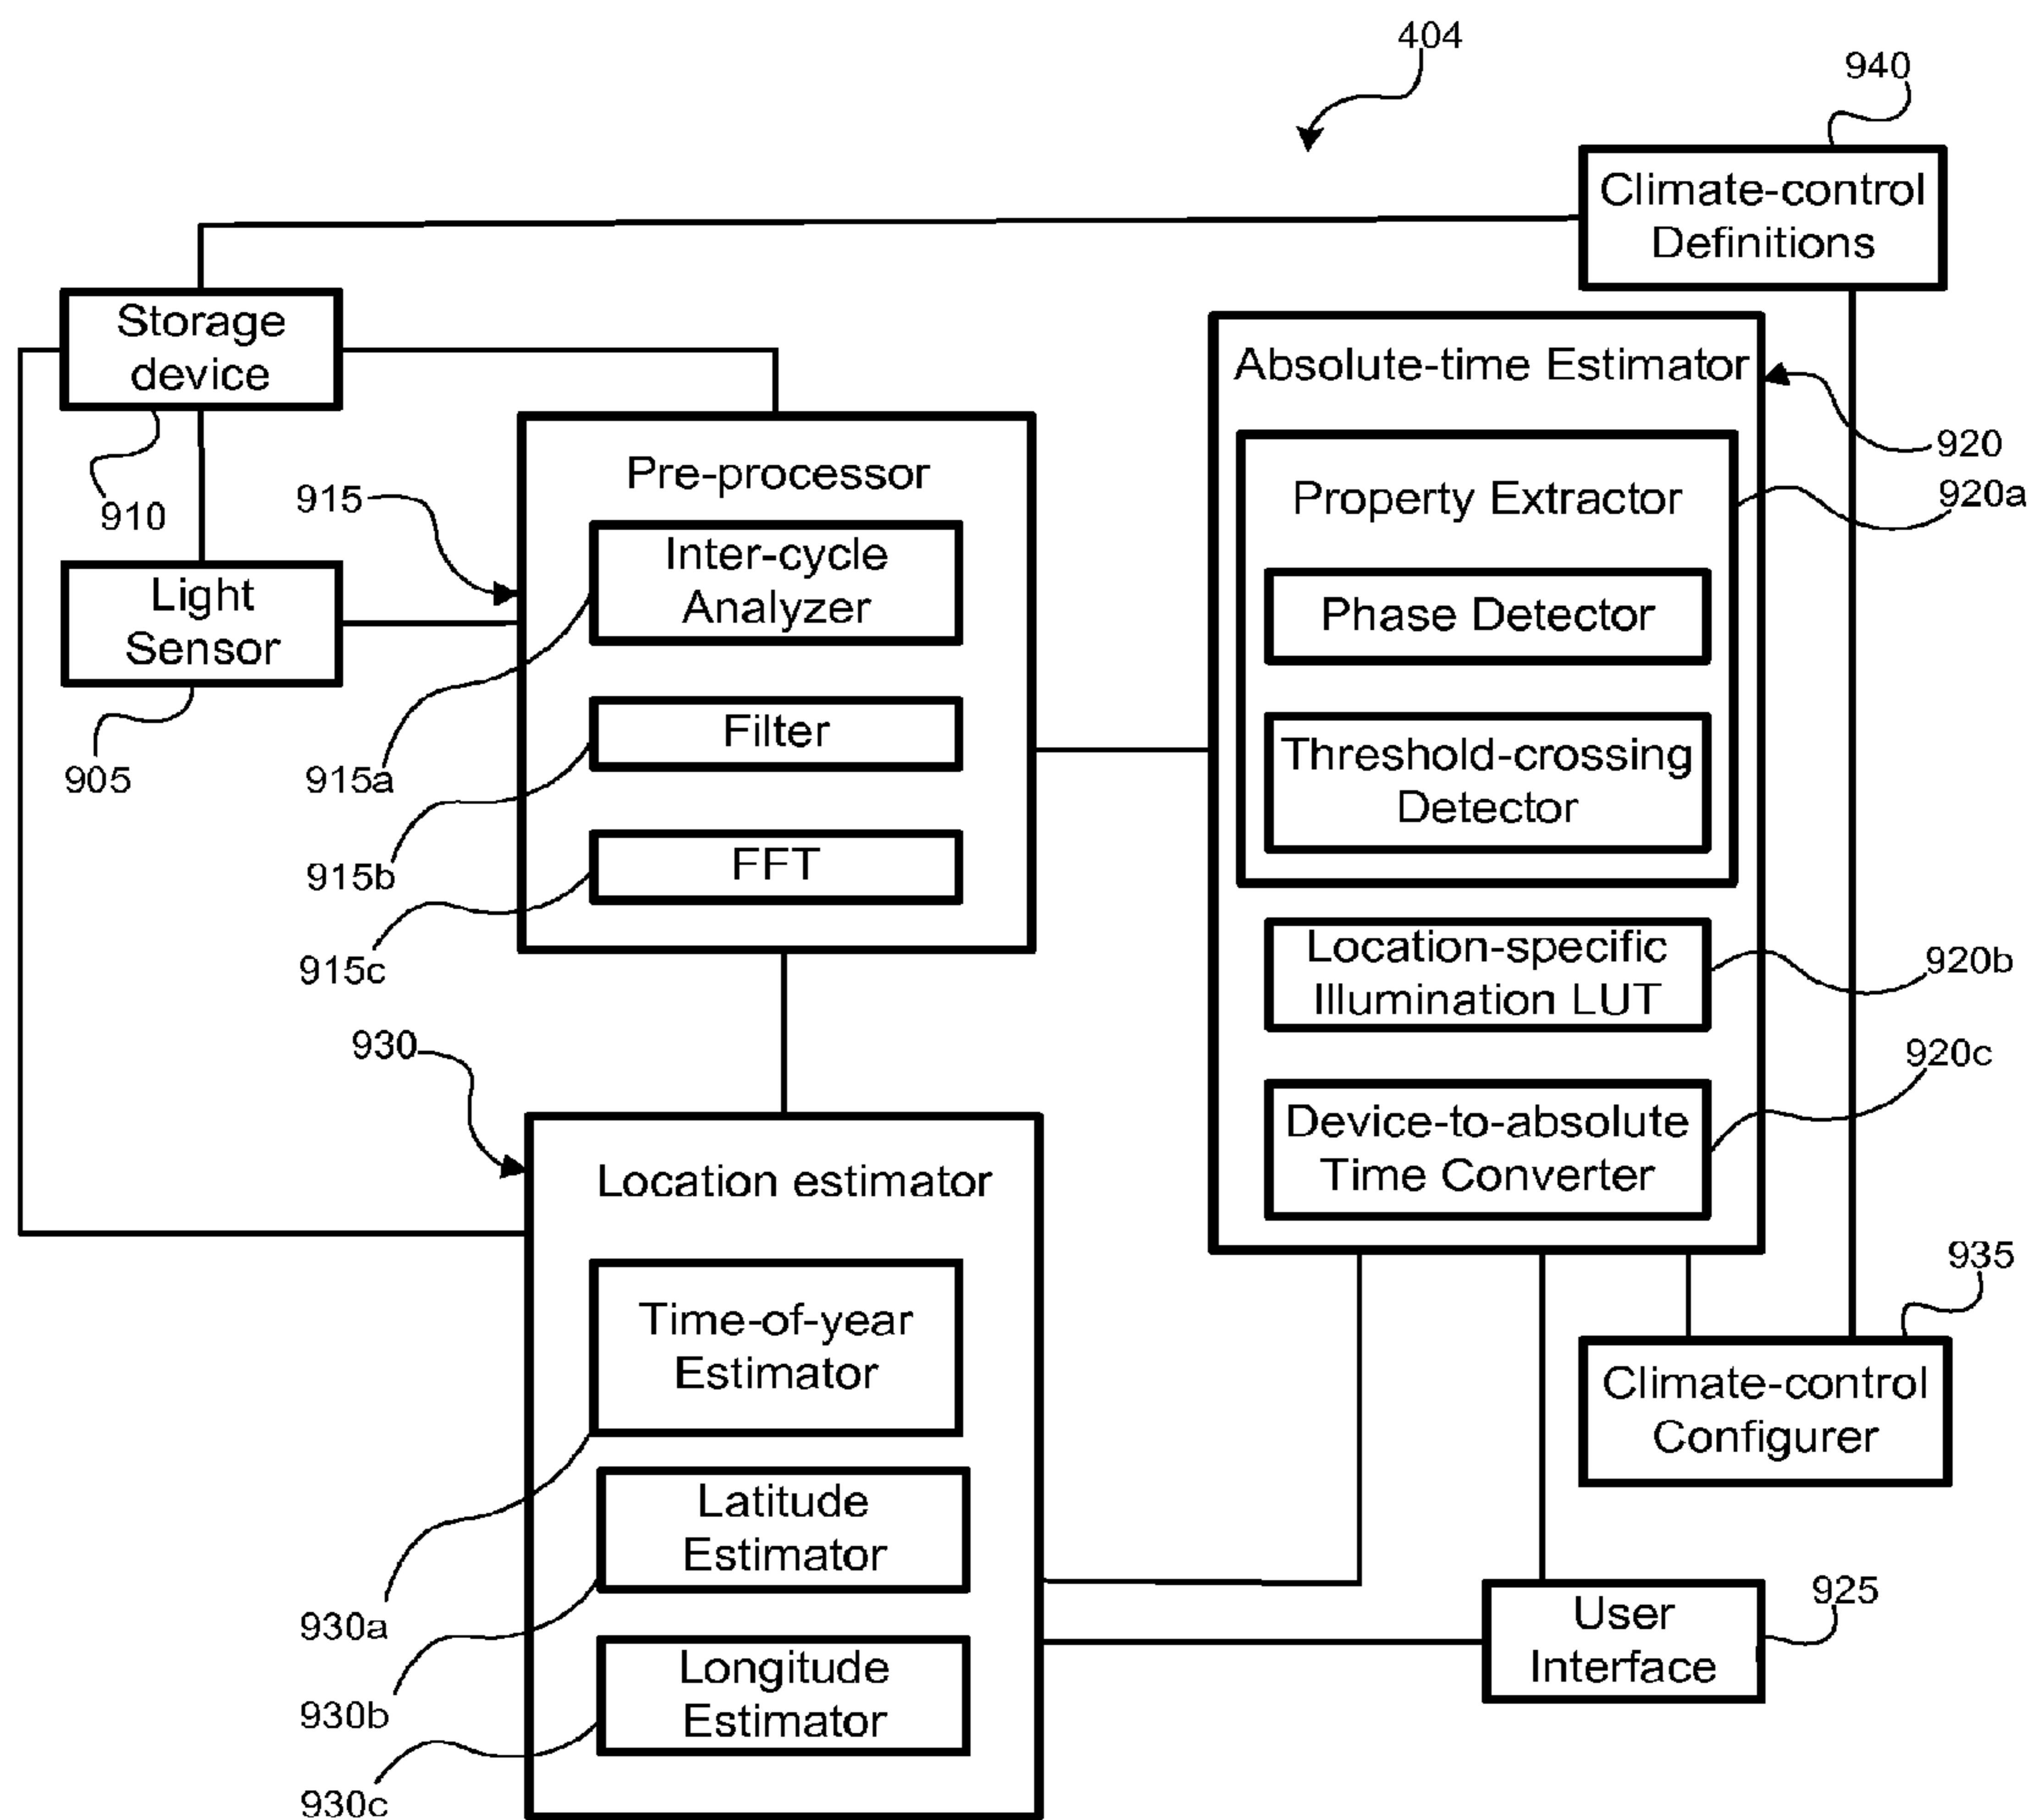 404
940
Climate-control
Definitions
Storage
device
910
Light
Sensor
905
915
Pre-processor
Inter-cycle
Analyzer
915a
Filter
915b
FFT
915c
Absolute-time Estimator
920
Property Extractor
920a
Phase Detector
Threshold-crossing
Detector
Location-specific
Illumination LUT
920b
Device-to-absolute
Time Converter
920c
930
Location estimator
Time-of-year
Estimator
930a
Latitude
Estimator
930b
Longitude
Estimator
930c
935
Climate-control
Configurer
User
Interface
925